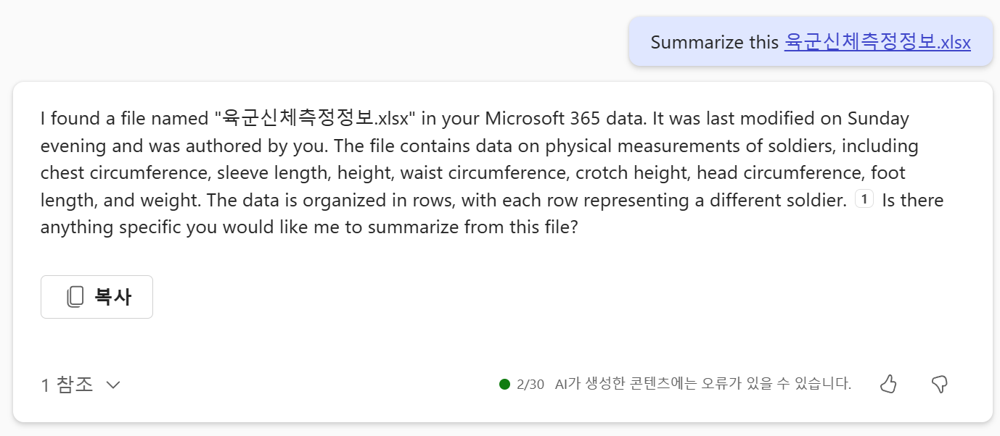 Summarize this 육군신체측정정보.xlsx
I found a file named "육군신체측정정보.xlsx" in your Microsoft 365 data. It was last modified on Sunday
evening and was authored by you. The file contains data on physical measurements of soldiers, including
chest circumference, sleeve length, height, waist circumference, crotch height, head circumference, foot
length, and weight. The data is organized in rows, with each row representing a different soldier. 1 Is there
anything specific you would like me to summarize from this file?
복사
1 참조
2/30 AI가 생성한 콘텐츠에는 오류가 있을 수 있습니다.